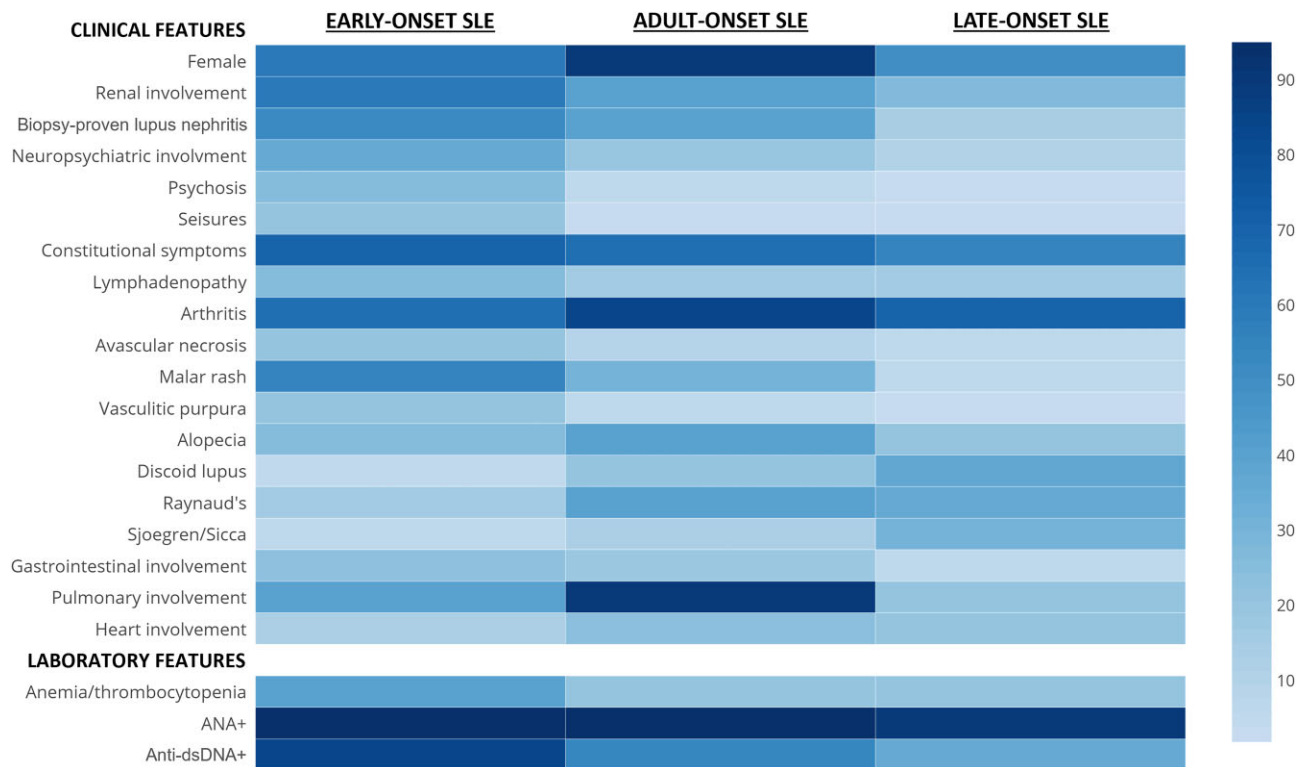 EARLY-ONSET SLE ADULT-ONSET SLE LATE-ONSET SLE
CLINICAL FEATURES
Female
Renal involvement
Biopsy-proven lupus nephritis
Neuropsychiatric involvment
Psychosis
Seisures
Constitutional symptoms
Lymphadenopathy
Arthritis
Avascular necrosis
Malar rash
Vasculitic purpura
Alopecia
Discoid lupus
Raynaud's
Sjoegren/Sicca
Gastrointestinal involvement
Pulmonary involvement
Heart involvement
LABORATORY FEATURES
Anemia/thrombocytopenia
ANA+
Anti-dsDNA+
90
80
70
60
50
40
30
20
10